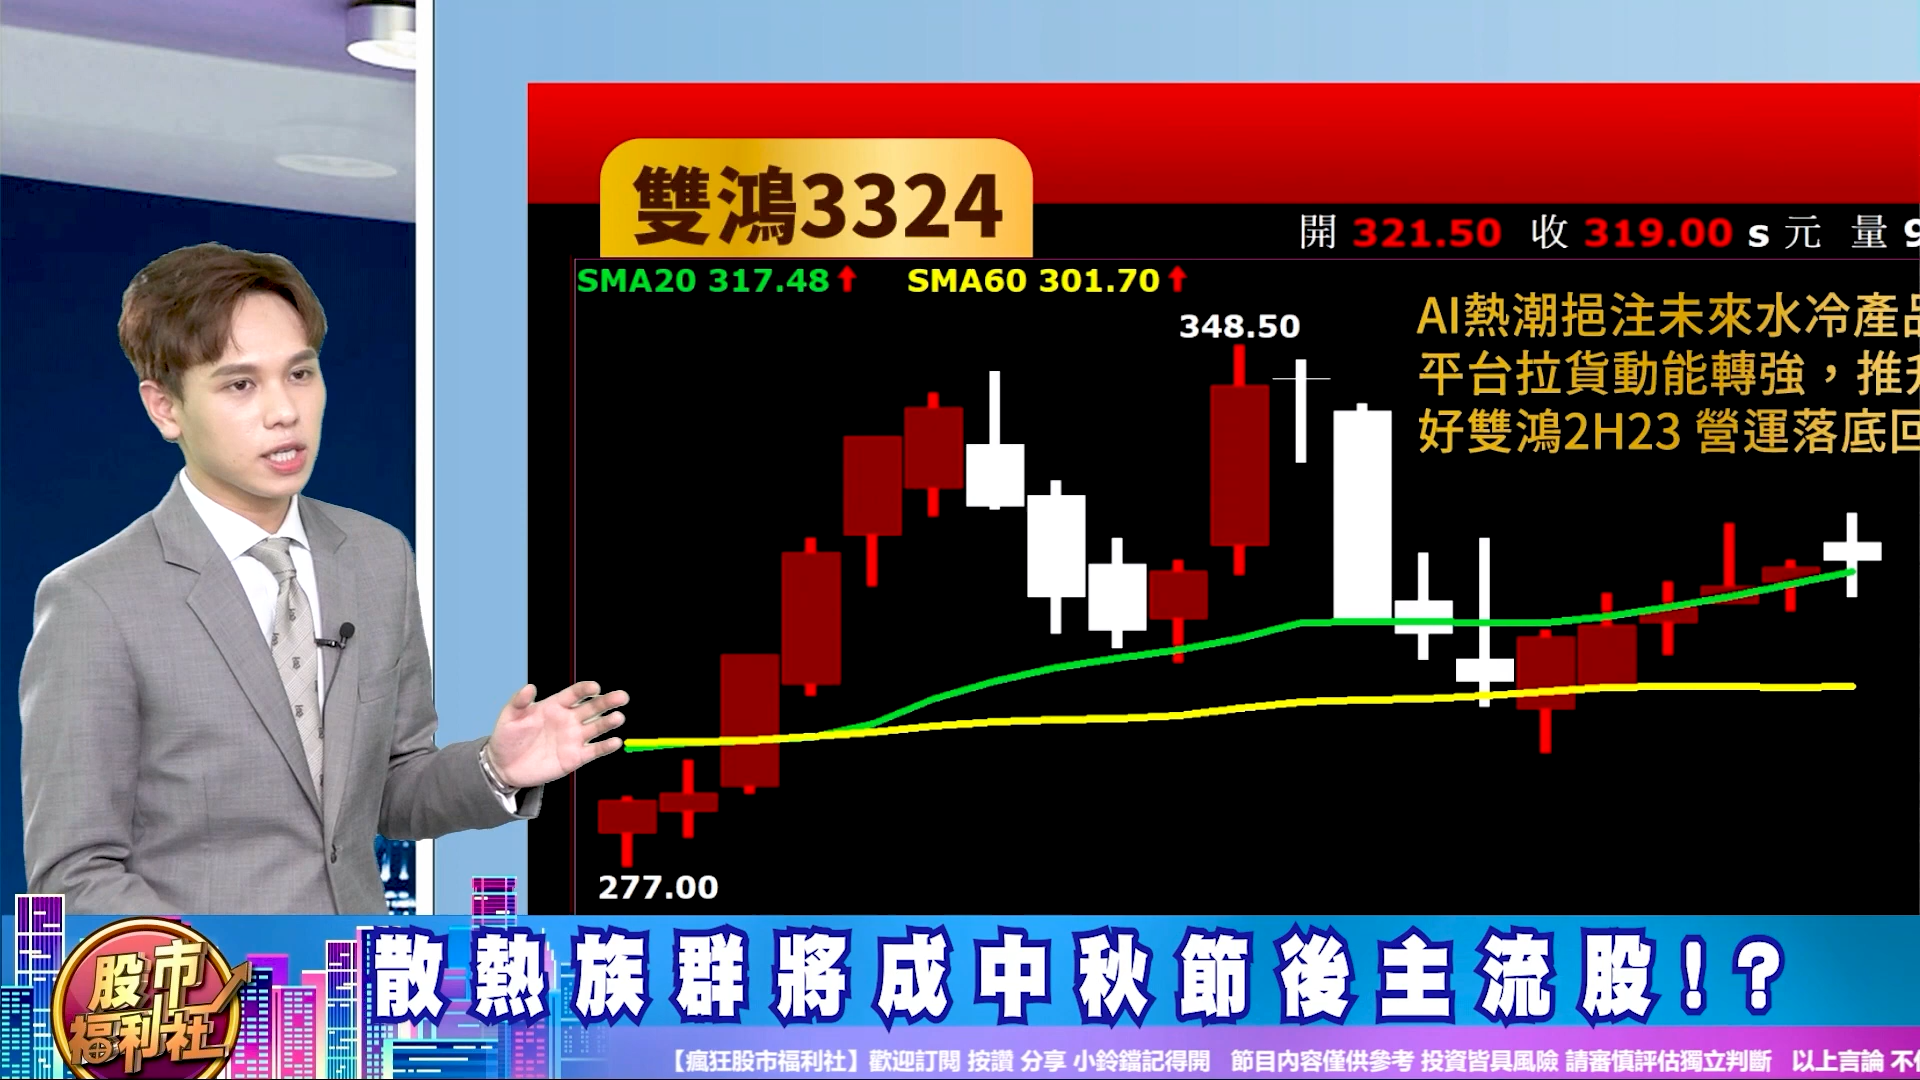 雙鴻3324
開 321.50 收 319.00 s 元 量 9
SMA20 317.48 SMA60 301.70
348.50
AI熱潮挹注未來水冷產品
平台拉貨動能轉強，推升
好雙鴻2H23 營運落底回
277.00
散熱族群將成中秋節後主流股!?
股市
福利社
【瘋狂股市福利社】歡迎訂閱 按讚 分享 小鈴鐺記得開 節目內容僅供參考 投資皆具風險 請審慎評估獨立判斷 以上言論 不